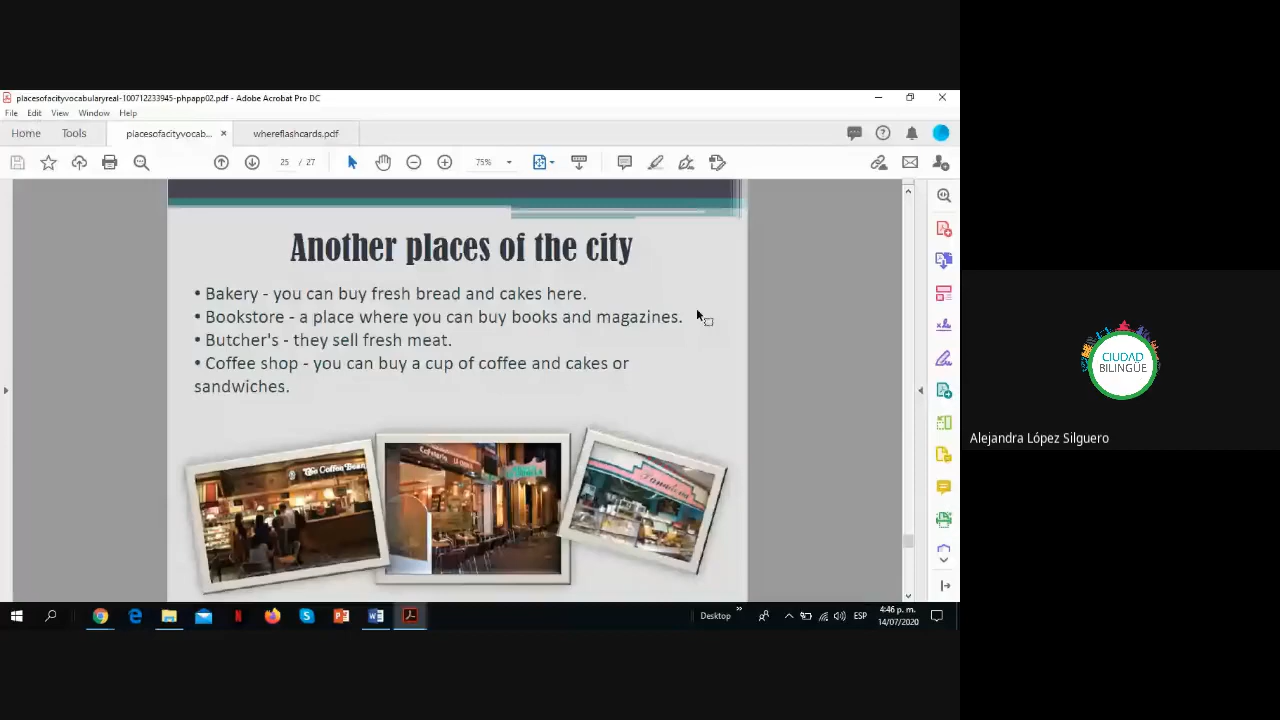 placesofacityvocabularyreal-100712233945-phpapp02.pdf - Adobe Acrobat Pro DC
File Edit View Window Help
Home Tools placesofacityvocab... × whereflashcards.pdf
25 / 27 75%
Another places of the city
• Bakery - you can buy fresh bread and cakes here.
• Bookstore - a place where you can buy books and magazines.
• Butcher's - they sell fresh meat.
• Coffee shop - you can buy a cup of coffee and cakes or
sandwiches.
The Coffee Bean
Cafetería
Panadería
CIUDAD
BILINGÜE
Alejandra López Silguero
Desktop
ESP
4:46 p. m.
14/07/2020